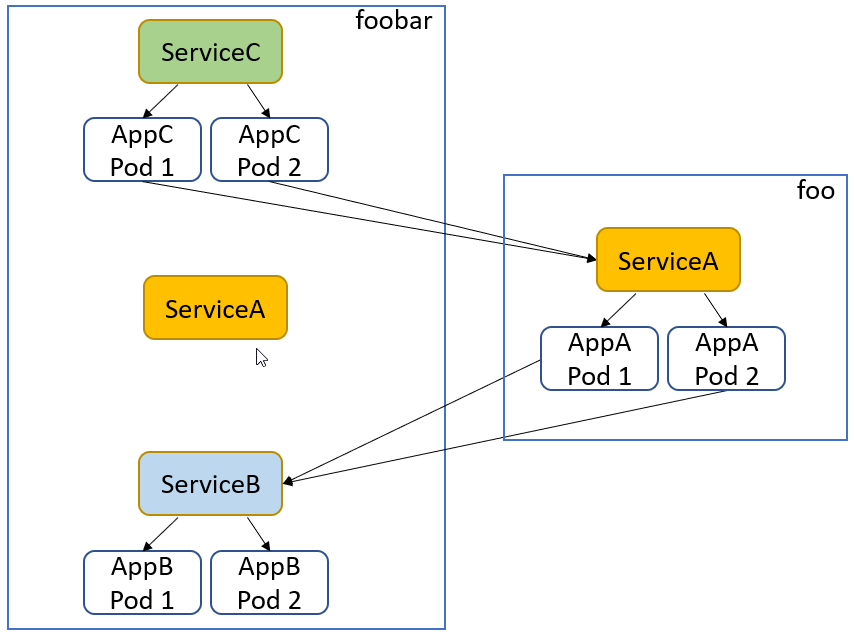 foobar
ServiceC
AppC
Pod 1
AppC
Pod 2
foo
ServiceA
ServiceA
AppA
Pod 1
AppA
Pod 2
ServiceB
AppB
Pod 1
AppB
Pod 2